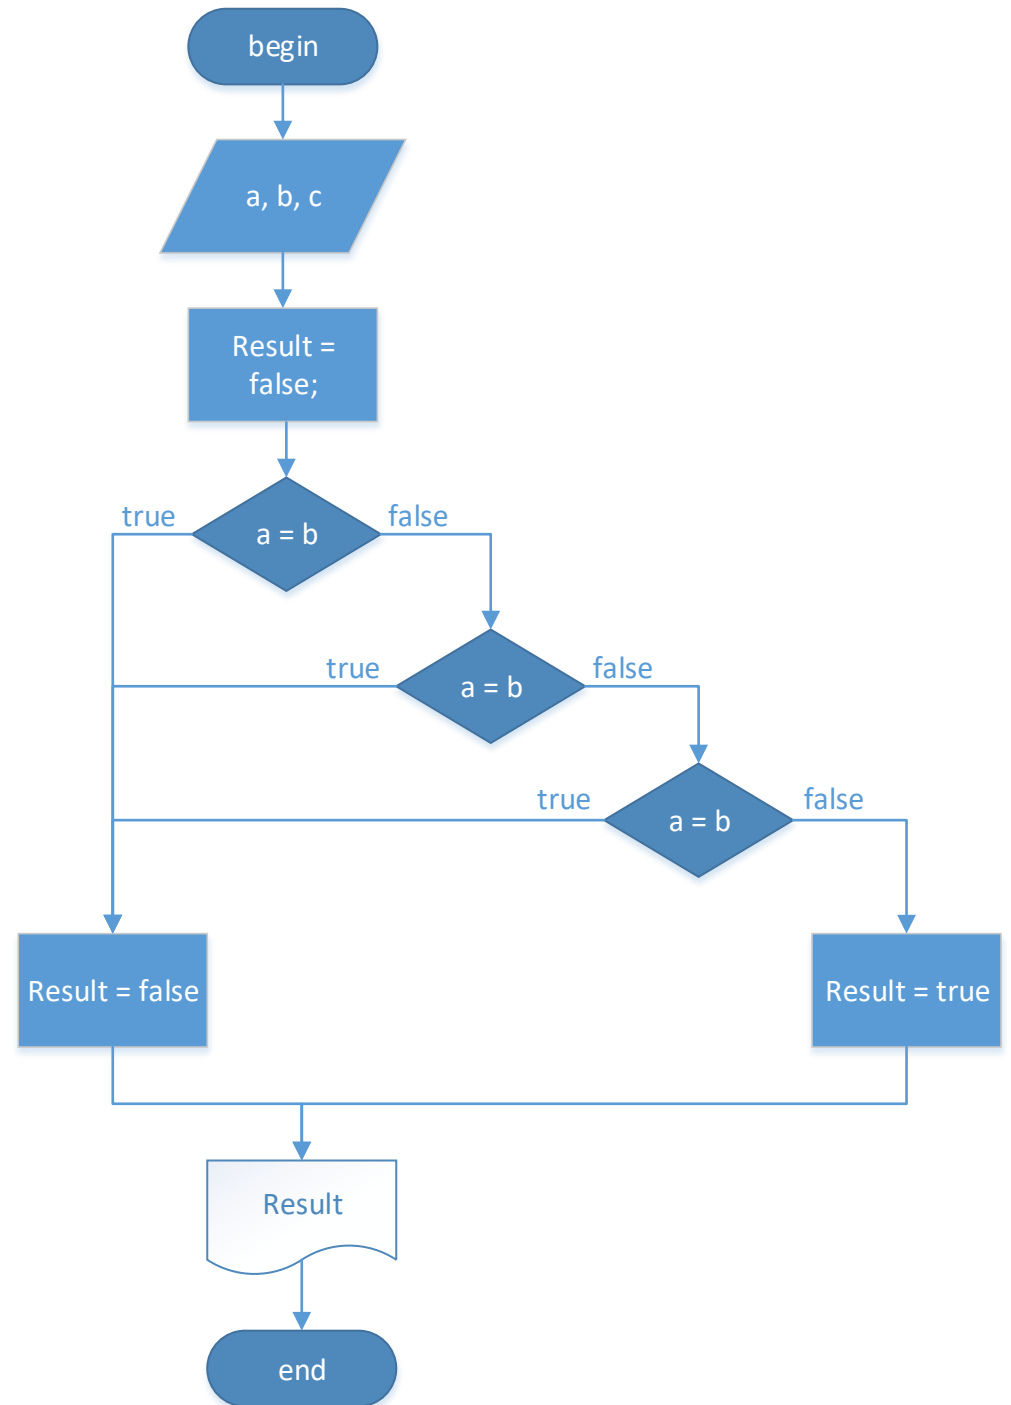 begin
a, b, c
Result =
false;
true
false
a = b
true
false
a = b
true
false
a = b
Result = false
Result = true
Result
end